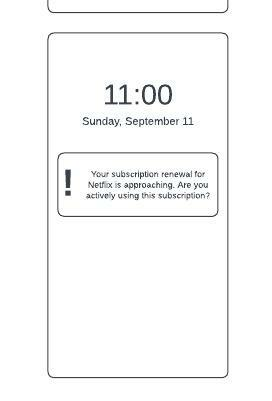 11:00
Sunday, September 11
!
Your subscription renewal for
Netflix is approaching. Are you
actively using this subscription?